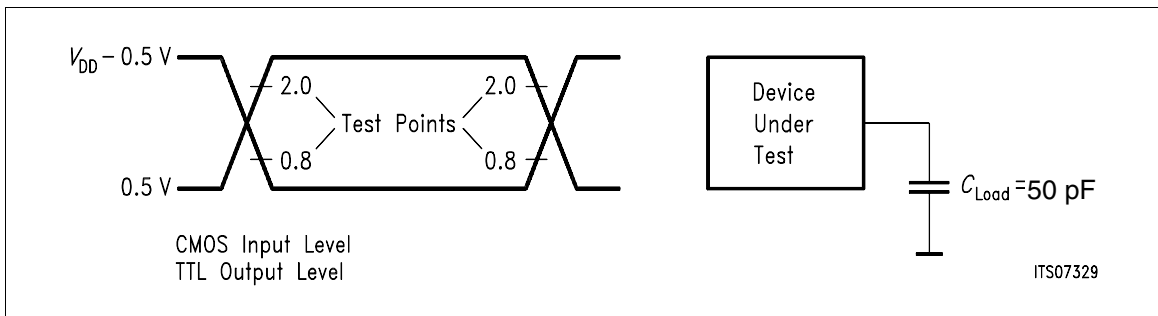 V_DD − 0.5 V
2.0
2.0
Test Points
0.8
0.8
0.5 V
CMOS Input Level
TTL Output Level
Device
Under
Test
C_Load = 50 pF
ITS07329